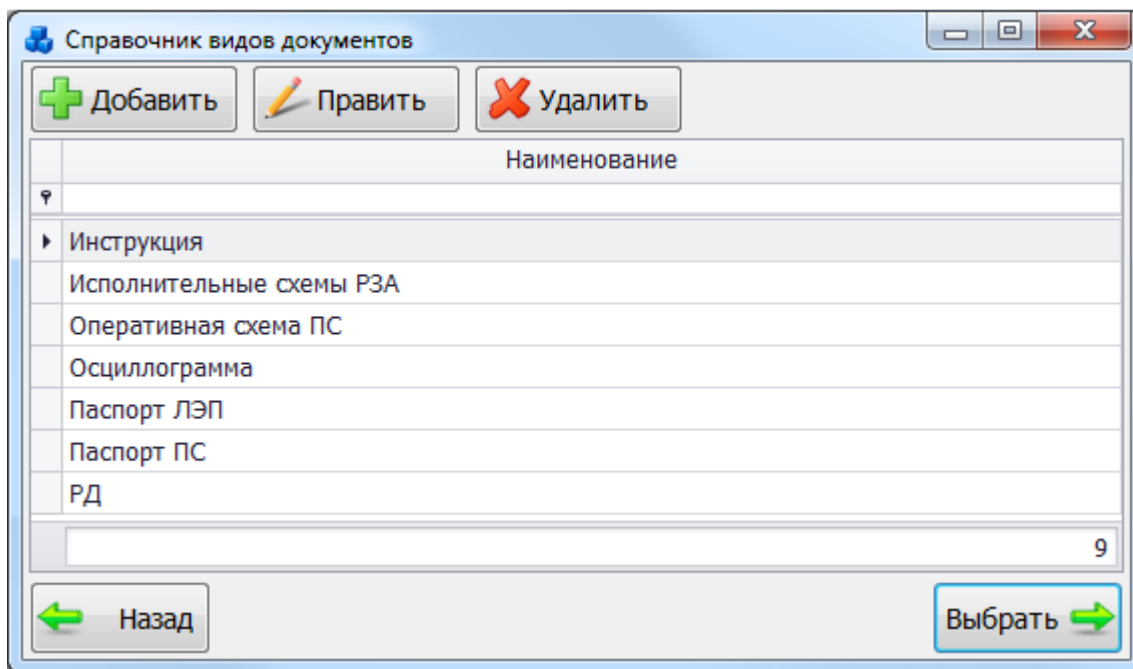 Справочник видов документов
Добавить Править Удалить
Наименование
Инструкция
Исполнительные схемы РЗА
Оперативная схема ПС
Осциллограмма
Паспорт ЛЭП
Паспорт ПС
РД
9
Назад Выбрать